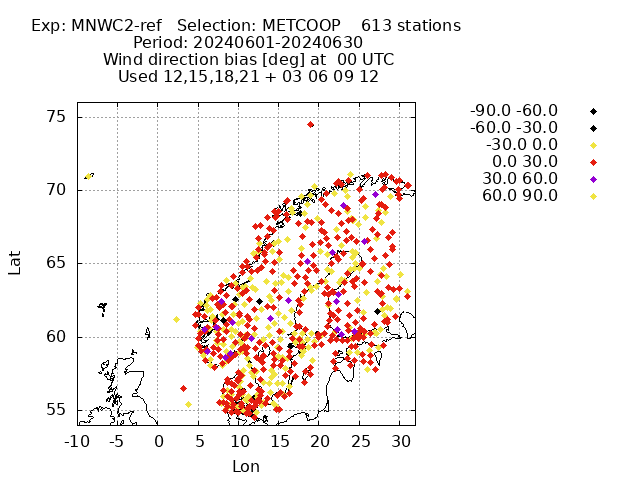 Exp: MNWC2-ref   Selection: METCOOP    613 stations
Period: 20240601-20240630
Wind direction bias [deg] at  00 UTC
Used 12,15,18,21 + 03 06 09 12
-90.0 -60.0
-60.0 -30.0
-30.0 0.0
0.0 30.0
30.0 60.0
60.0 90.0
75
70
65
60
55
Lat
-10 -5 0 5 10 15 20 25 30
Lon